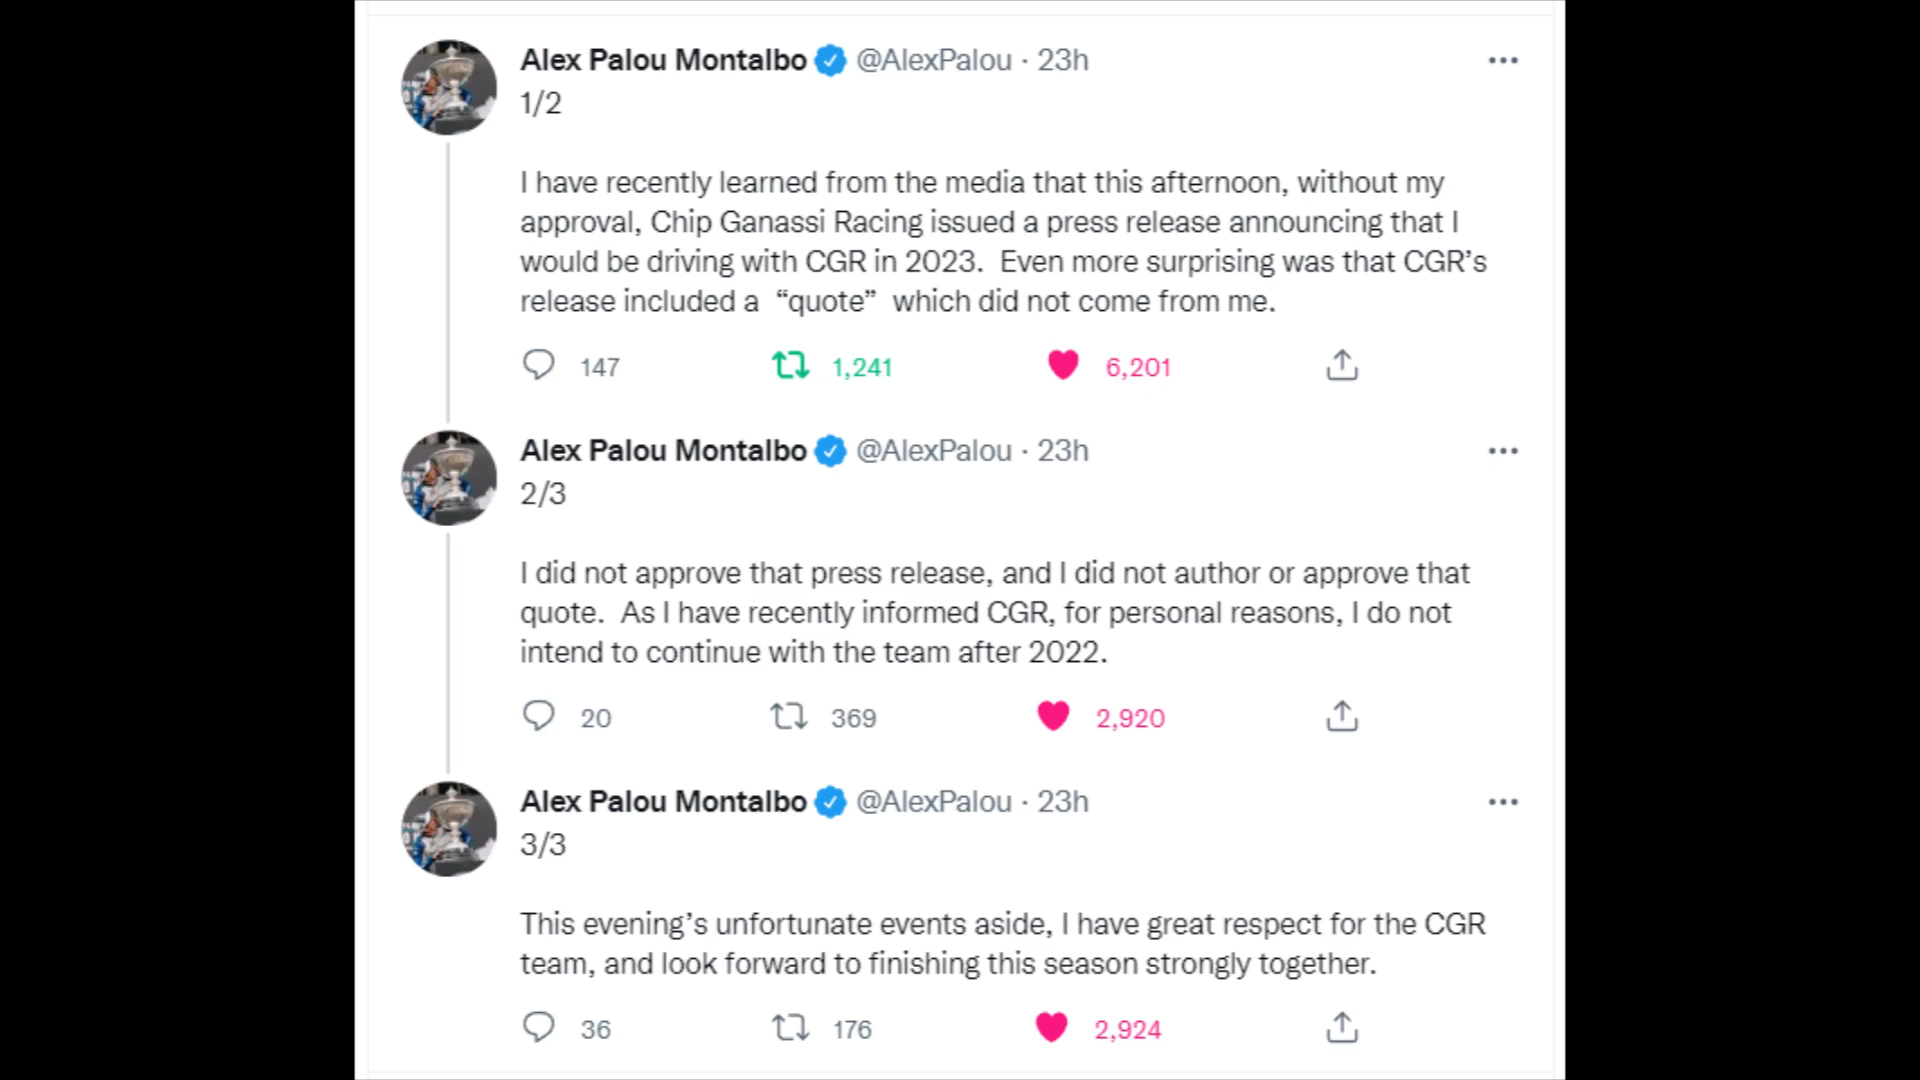 Alex Palou Montalbo @AlexPalou · 23h
1/2
I have recently learned from the media that this afternoon, without my
approval, Chip Ganassi Racing issued a press release announcing that I
would be driving with CGR in 2023.  Even more surprising was that CGR’s
release included a  “quote”  which did not come from me.
147 1,241 6,201
Alex Palou Montalbo @AlexPalou · 23h
2/3
I did not approve that press release, and I did not author or approve that
quote.  As I have recently informed CGR, for personal reasons, I do not
intend to continue with the team after 2022.
20 369 2,920
Alex Palou Montalbo @AlexPalou · 23h
3/3
This evening’s unfortunate events aside, I have great respect for the CGR
team, and look forward to finishing this season strongly together.
36 176 2,924